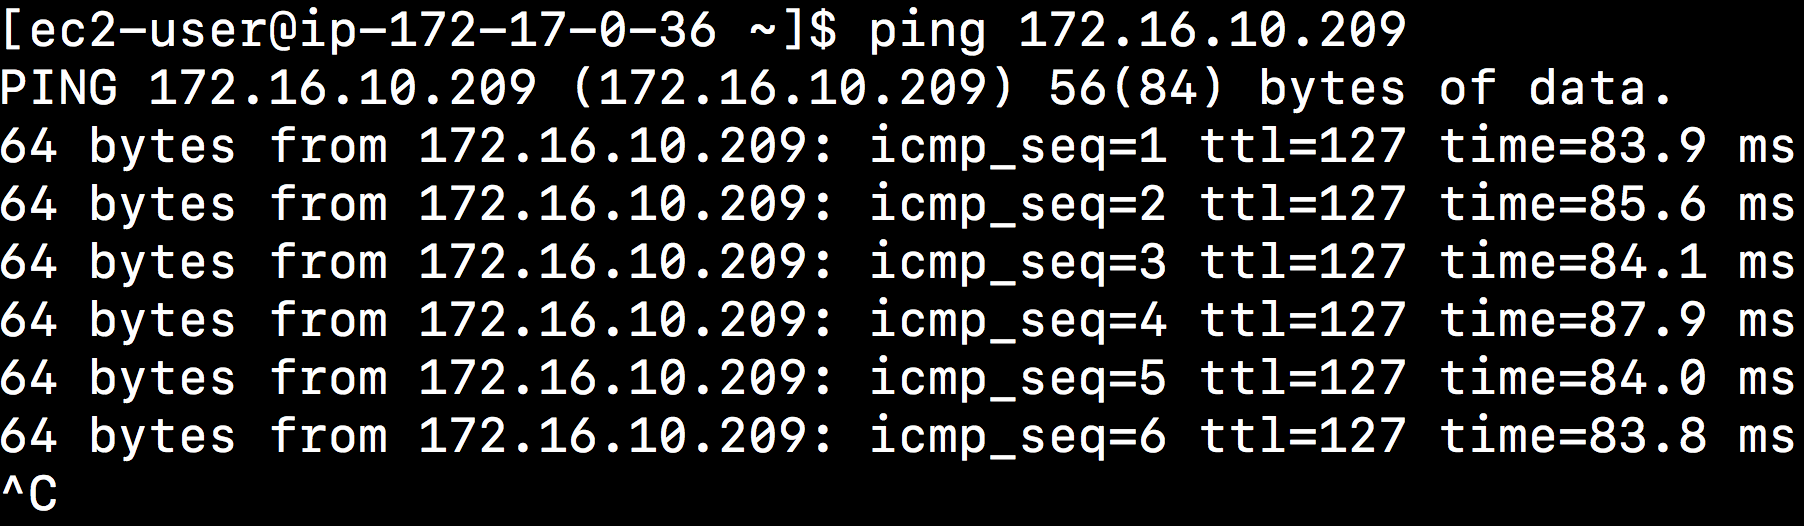 [ec2-user@ip-172-17-0-36 ~]$ ping 172.16.10.209
PING 172.16.10.209 (172.16.10.209) 56(84) bytes of data.
64 bytes from 172.16.10.209: icmp_seq=1 ttl=127 time=83.9 ms
64 bytes from 172.16.10.209: icmp_seq=2 ttl=127 time=85.6 ms
64 bytes from 172.16.10.209: icmp_seq=3 ttl=127 time=84.1 ms
64 bytes from 172.16.10.209: icmp_seq=4 ttl=127 time=87.9 ms
64 bytes from 172.16.10.209: icmp_seq=5 ttl=127 time=84.0 ms
64 bytes from 172.16.10.209: icmp_seq=6 ttl=127 time=83.8 ms
^C